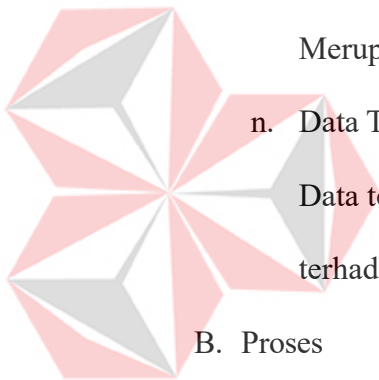 Merup
n. Data T
Data te
terhad
B. Proses